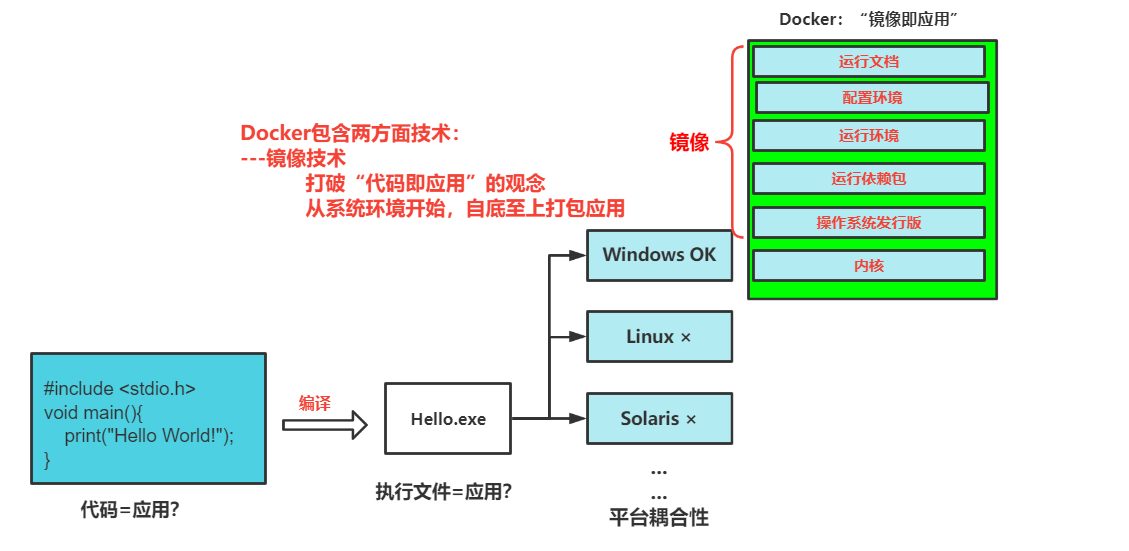 Docker：“镜像即应用”
运行文档
配置环境
运行环境
运行依赖包
操作系统发行版
内核
镜像
Docker包含两方面技术：
---镜像技术
打破“代码即应用”的观念
从系统环境开始，自底至上打包应用
Windows OK
Linux ×
Solaris ×
...
...
平台耦合性
#include <stdio.h>
void main(){
print("Hello World!");
}
代码=应用？
编译
Hello.exe
执行文件=应用？